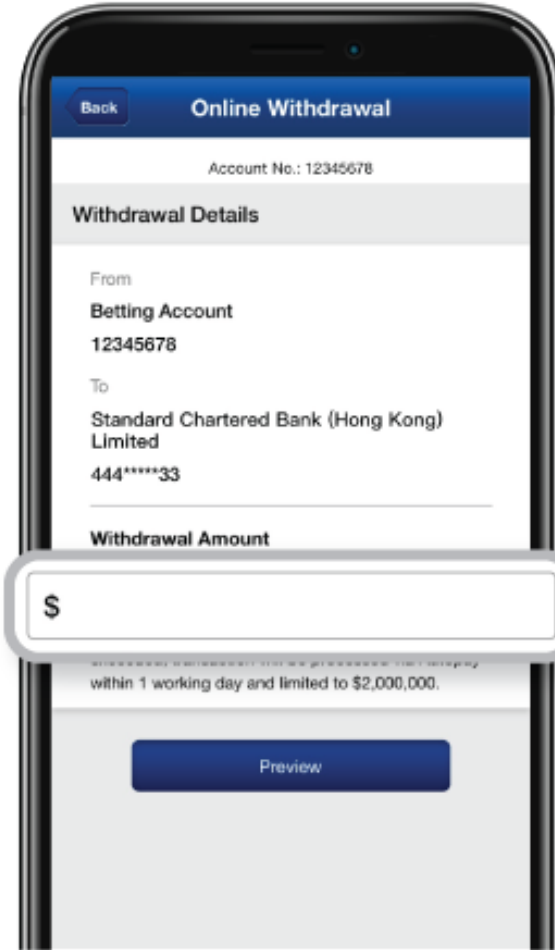 Back
Online Withdrawal
Account No.: 12345678
Withdrawal Details
From
Betting Account
12345678
To
Standard Chartered Bank (Hong Kong)
Limited
444*****33
Withdrawal Amount
$
within 1 working day and limited to $2,000,000.
Preview